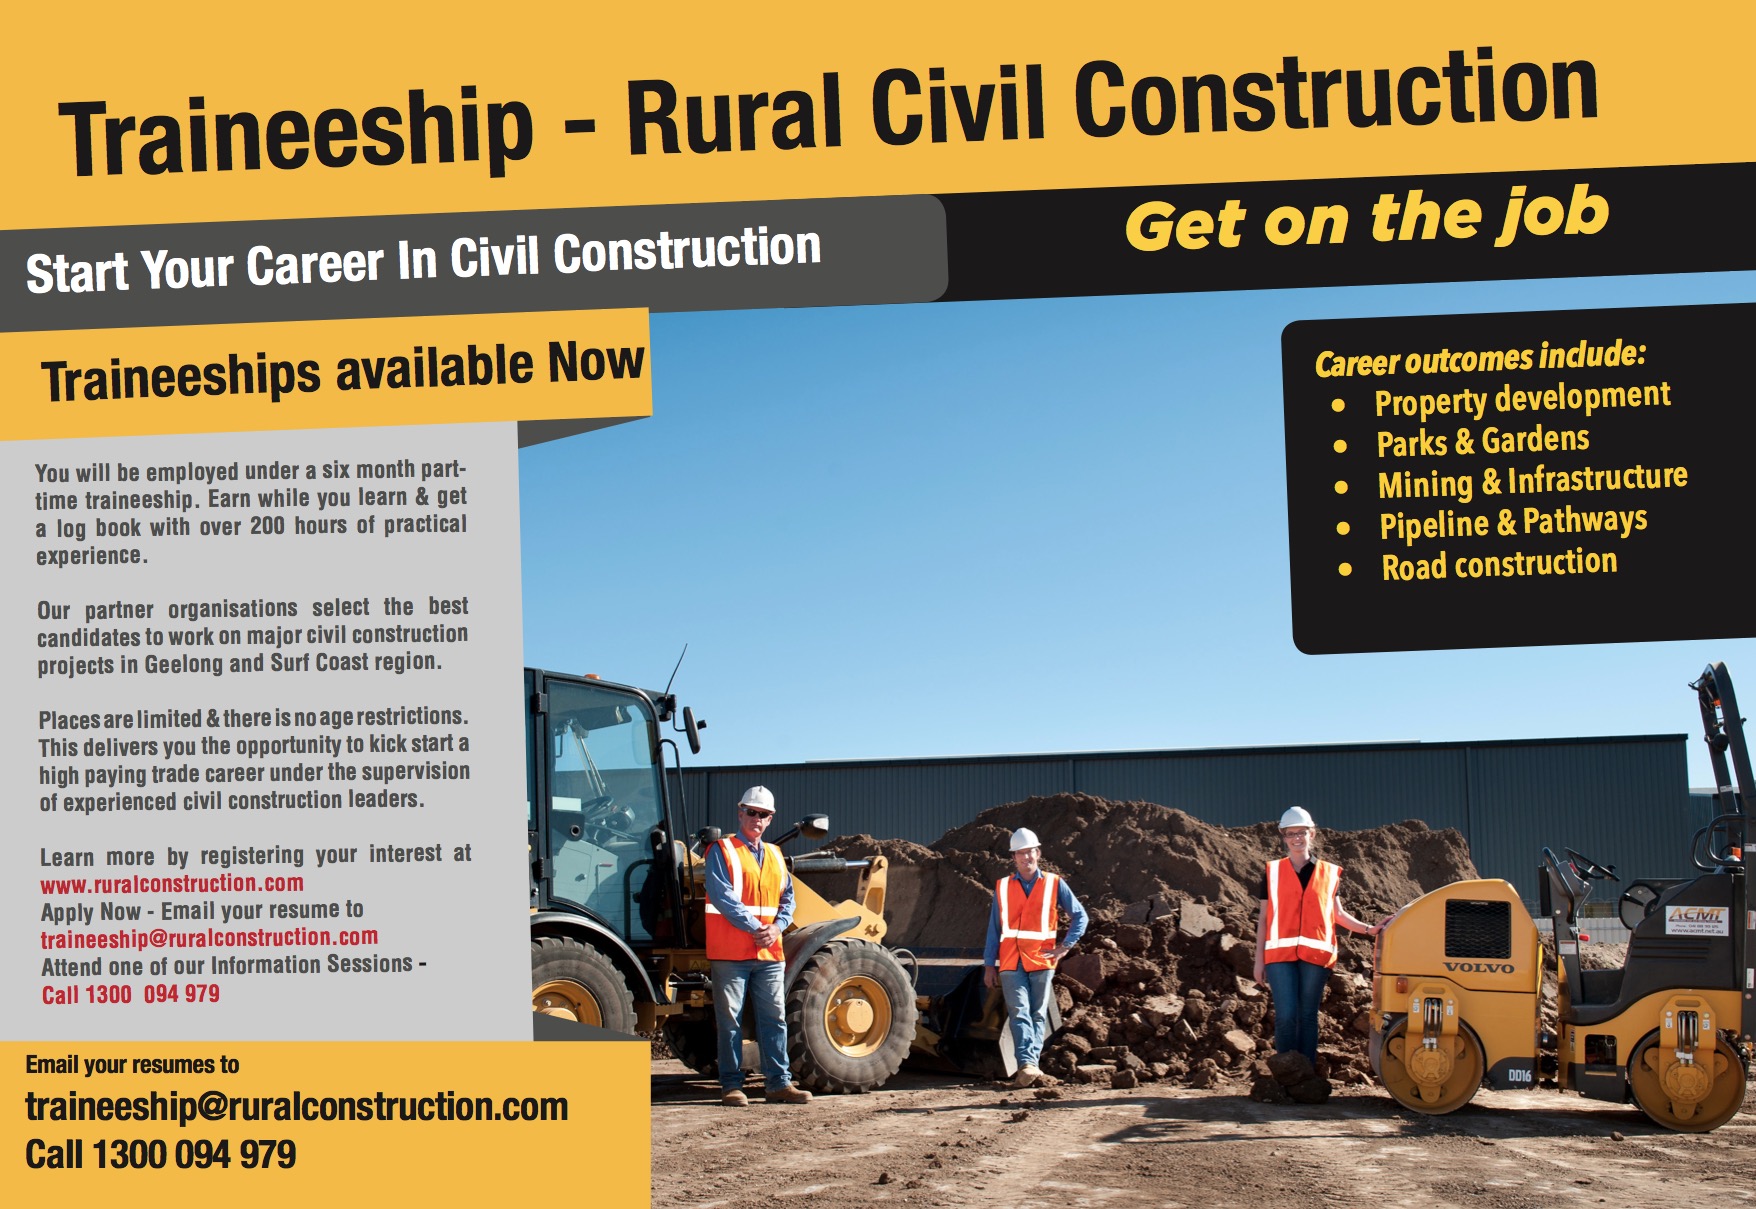 Traineeship - Rural Civil Construction
Get on the job
Start Your Career In Civil Construction
Traineeships available Now
You will be employed under a six month part-
time traineeship. Earn while you learn & get
a log book with over 200 hours of practical
experience.
Our partner organisations select the best
candidates to work on major civil construction
projects in Geelong and Surf Coast region.
Places are limited & there is no age restrictions.
This delivers you the opportunity to kick start a
high paying trade career under the supervision
of experienced civil construction leaders.
Learn more by registering your interest at
www.ruralconstruction.com
Apply Now - Email your resume to
traineeship@ruralconstruction.com
Attend one of our Information Sessions -
Call 1300 094 979
Email your resumes to
traineeship@ruralconstruction.com
Call 1300 094 979
Career outcomes include:
• Property development
• Parks & Gardens
• Mining & Infrastructure
• Pipeline & Pathways
• Road construction
ACMT
www.acmt.net.au
VOLVO
DD16